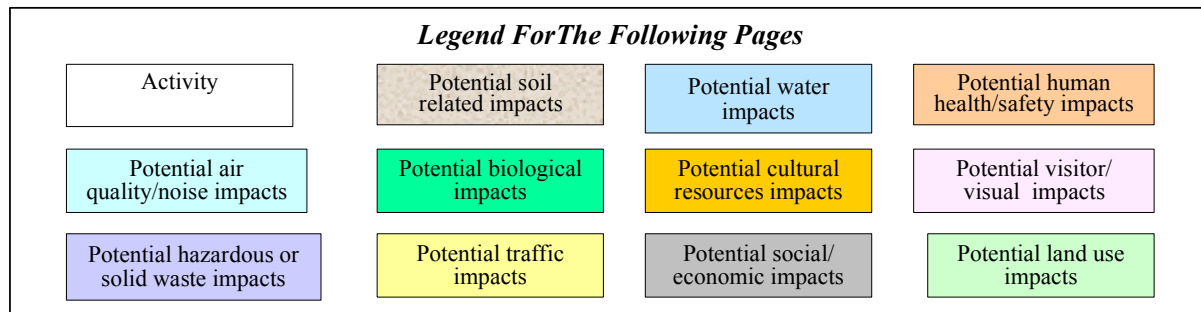 Legend ForThe Following Pages
Activity
Potential soil
related impacts
Potential water
impacts
Potential human
health/safety impacts
Potential air
quality/noise impacts
Potential biological
impacts
Potential cultural
resources impacts
Potential visitor/
visual impacts
Potential hazardous or
solid waste impacts
Potential traffic
impacts
Potential social/
economic impacts
Potential land use
impacts